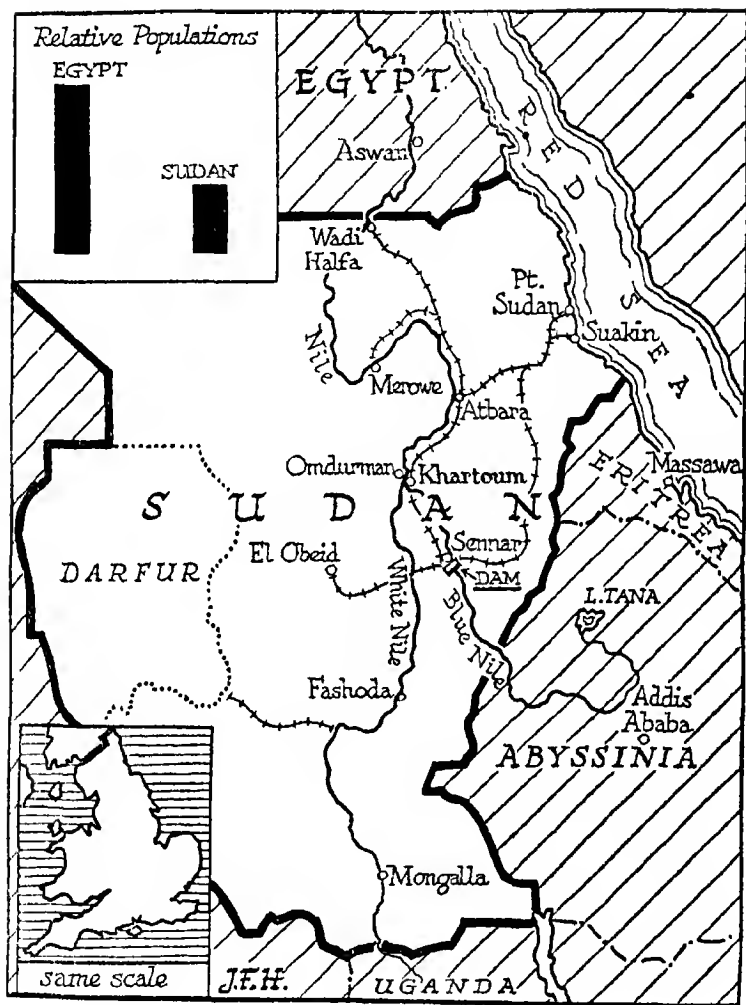 Relative Populations
EGYPT
SUDAN
EGYPT
Aswan
RED SEA
Wadi
Halfa
Nile
Pt.
Sudan
Suakin
Merowe
Atbara
Omdurman
Khartoum
Massawa
ERITREA
SUDAN
Sennar
El Obeid
DAM
DARFUR
White Nile
Blue Nile
L.TANA
Fashoda
Addis
Ababa
ABYSSINIA
Mongalla
same scale
J.F.H.
UGANDA